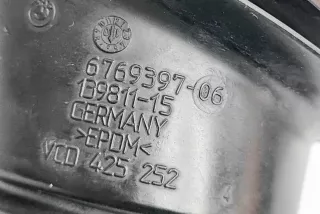 6769397-06
139811-15
GERMANY
>EPDM<
VCD 425 252